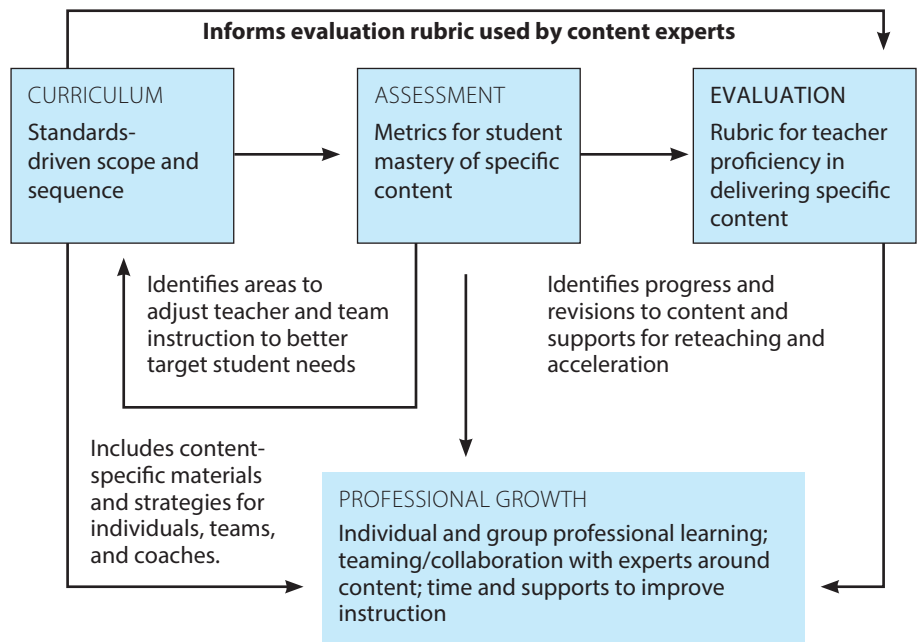 Informs evaluation rubric used by content experts
CURRICULUM
Standards-
driven scope and
sequence
ASSESSMENT
Metrics for student
mastery of specific
content
EVALUATION
Rubric for teacher
proficiency in
delivering specific
content
Identifies areas to
adjust teacher and team
instruction to better
target student needs
Identifies progress and
revisions to content and
supports for reteaching and
acceleration
Includes content-
specific materials
and strategies for
individuals, teams,
and coaches.
PROFESSIONAL GROWTH
Individual and group professional learning;
teaming/collaboration with experts around
content; time and supports to improve
instruction